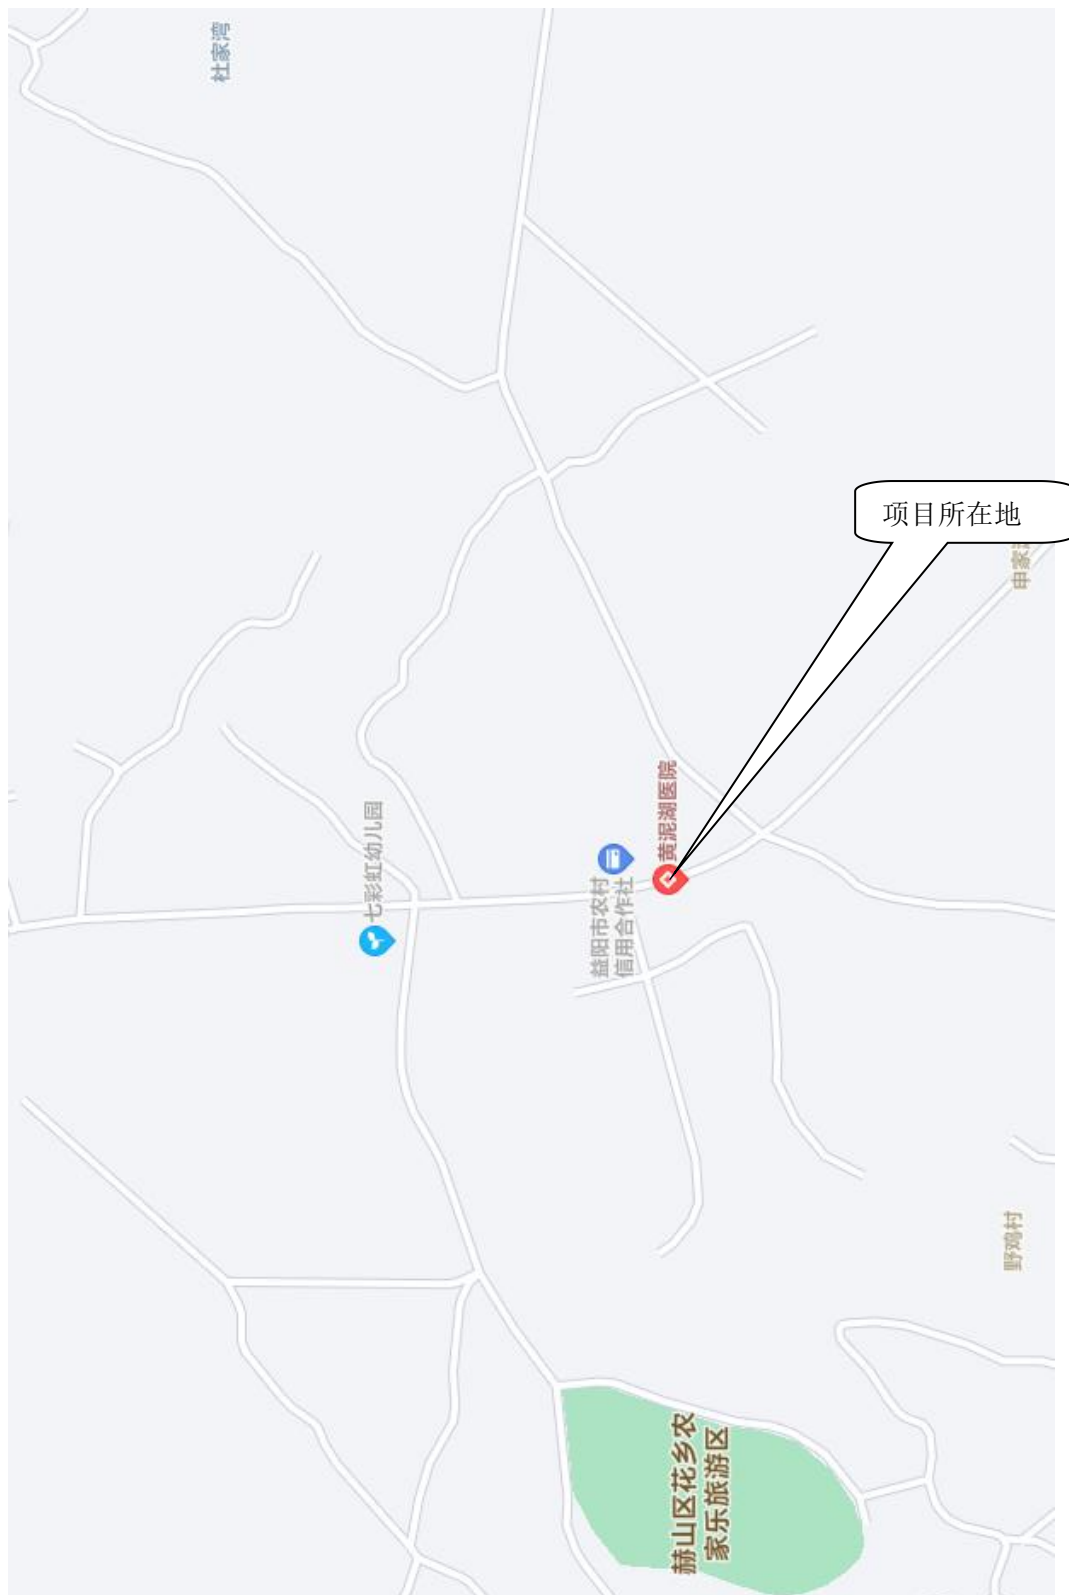 杜家湾
项目所在地
申家
黄泥湖医院
七彩虹幼儿园
益阳市农村
信用合作社
野鸡村
赫山区花乡农
家乐旅游区